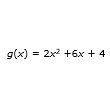 g(x) = 2x² +6x + 4